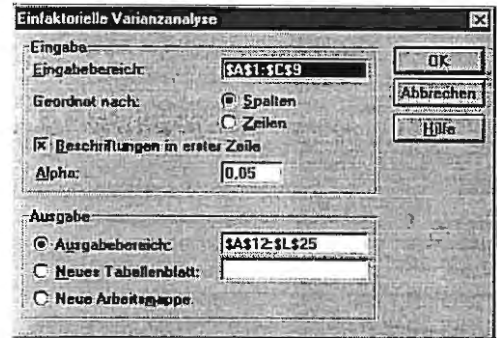 Einfaktorielle Varianzanalyse
Eingabe
Eingabebereich: $A$1:$C$9
Geordnet nach: Spalten
Zeilen
Beschriftungen in erster Zeile
Alpha: 0,05
OK
Abbrechen
Hilfe
Ausgabe
Ausgabebereich: $A$12:$L$25
Neues Tabellenblatt:
Neue Arbeitsmappe.